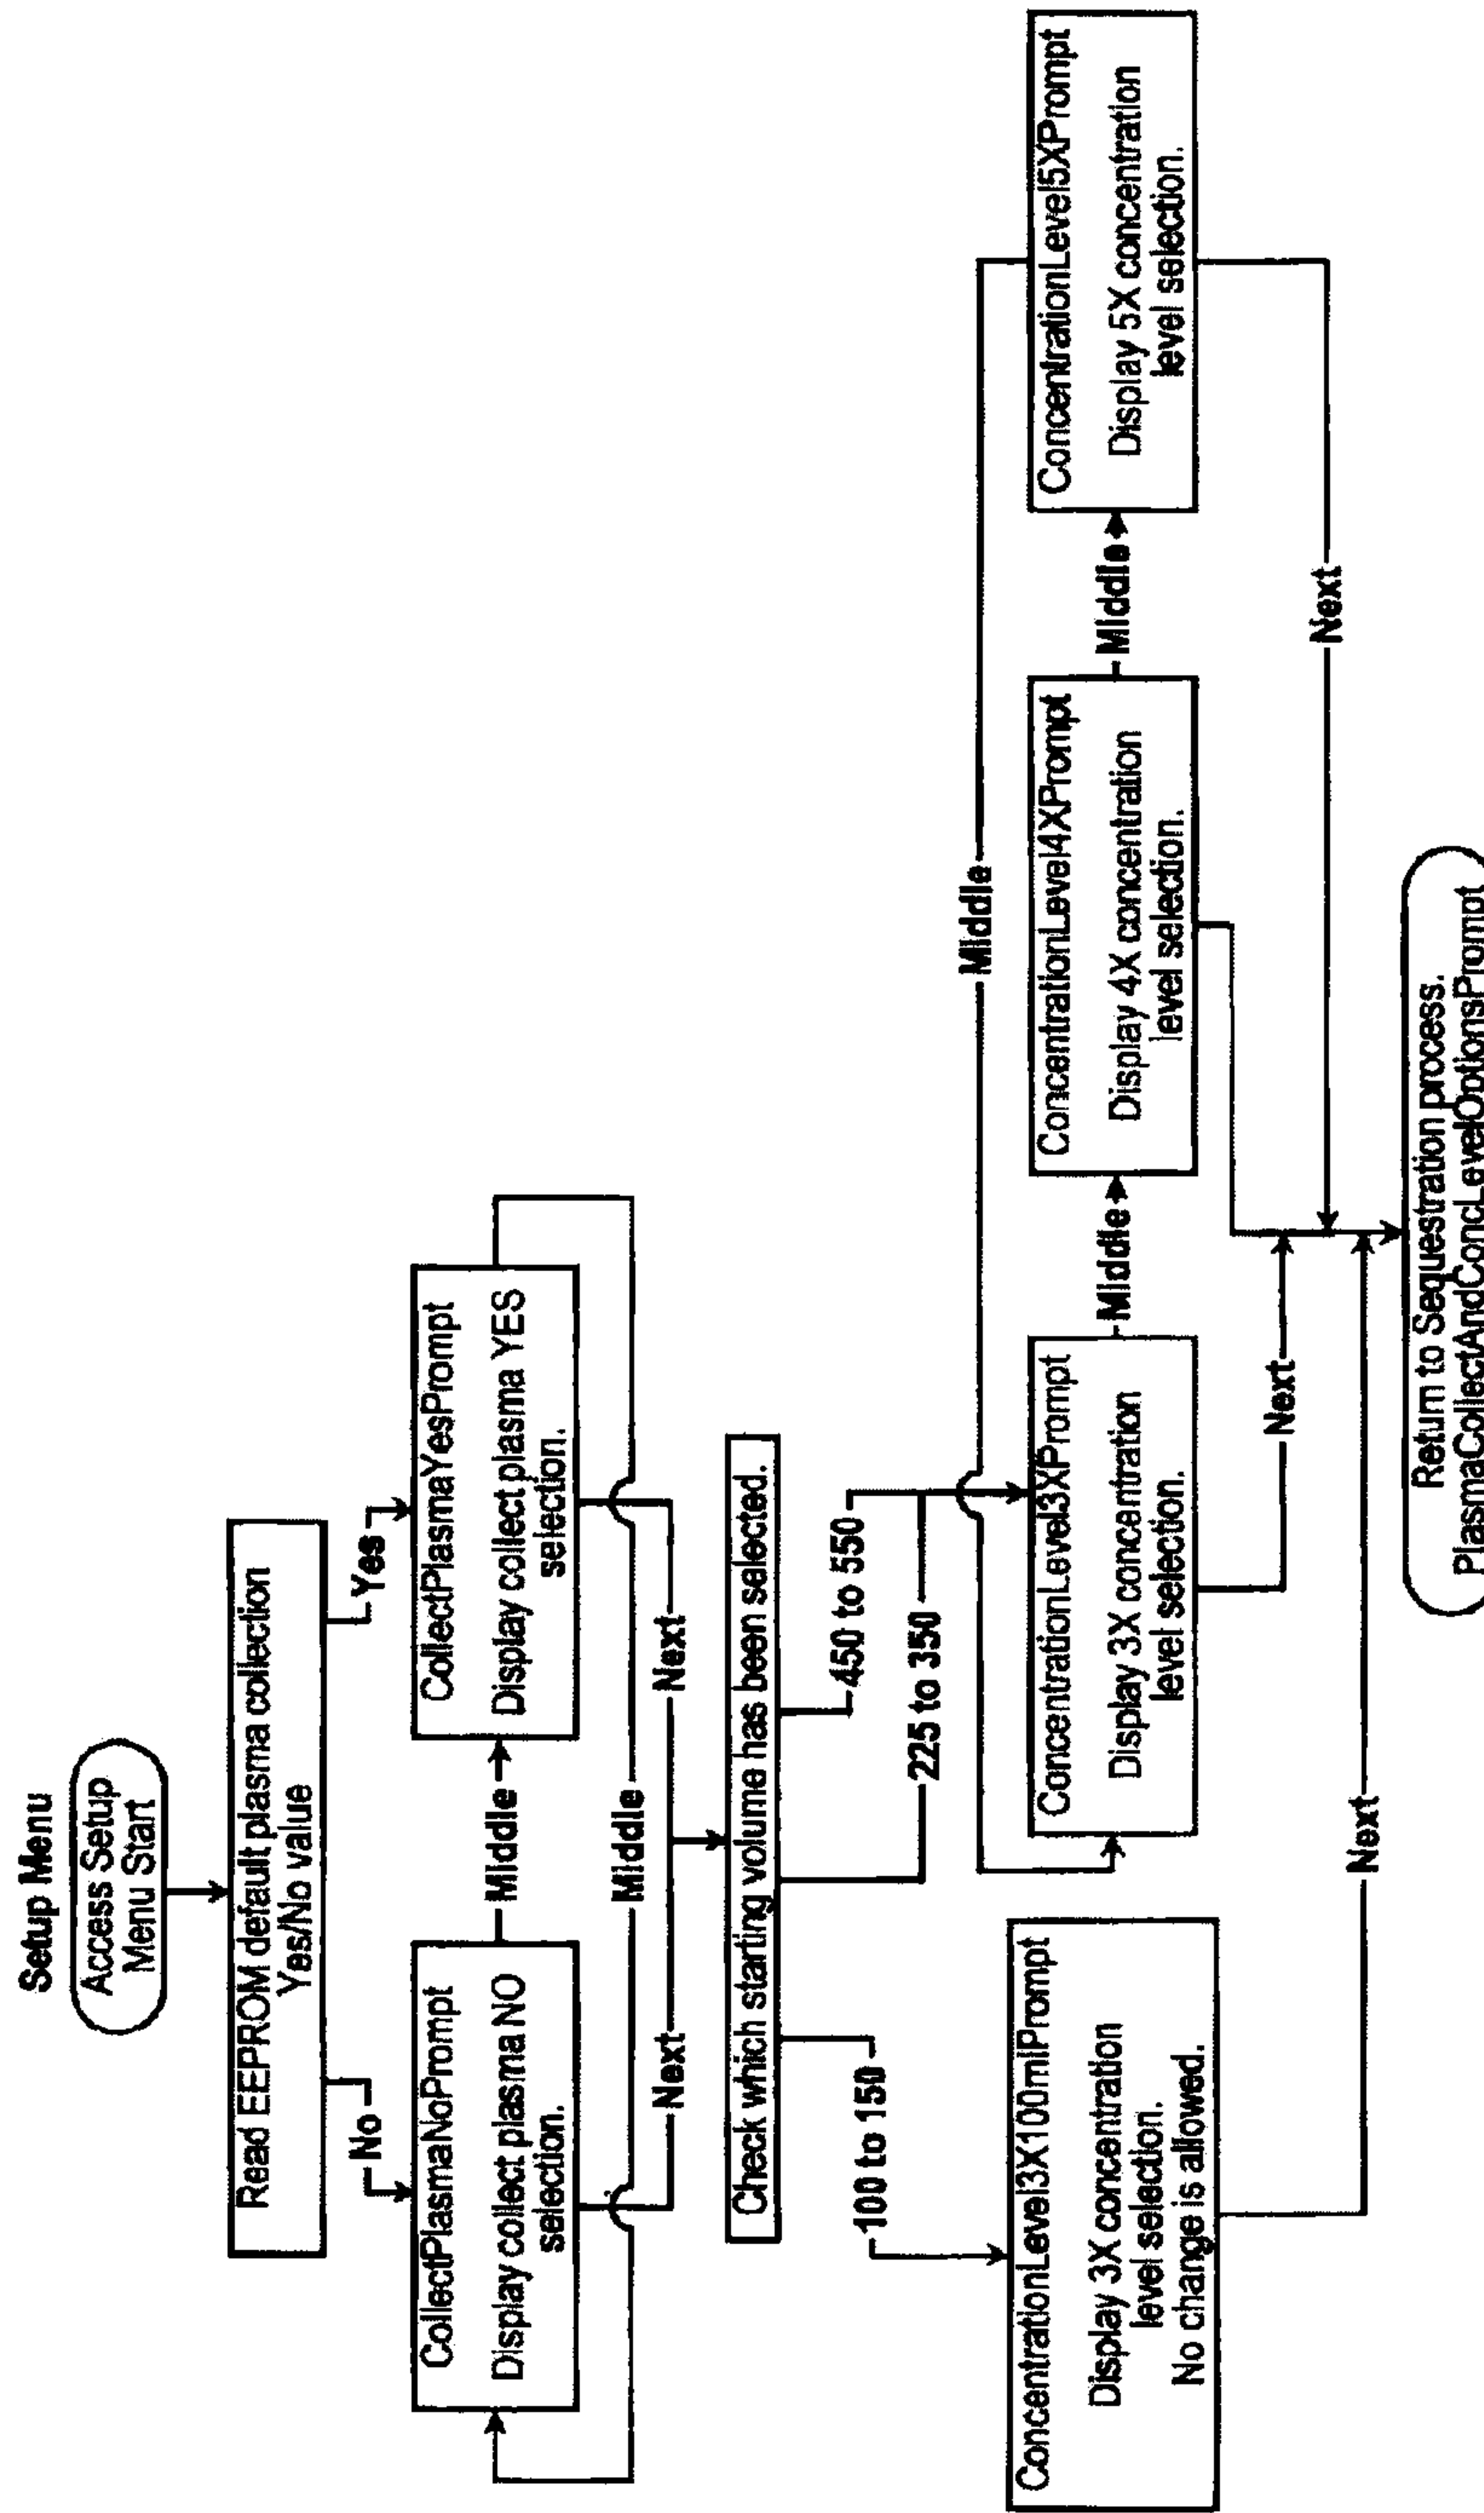 Setup Menu
Access Setup
Menu Start
Read EEPROM default plasma collection
Yes/No value
No
Yes
CollectPlasmaNoPrompt
Display collect plasma NO
selection.
Middle
CollectPlasmaYesPrompt
Display collect plasma YES
selection.
Middle
Next
Next
Check which starting volume has been selected.
100 to 150
225 to 350
450 to 550
Middle
ConcentrationLevel3X100mlPrompt
Display 3X concentration
level selection.
No change is allowed.
ConcentrationLevel3XPrompt
Display 3X concentration
level selection.
Middle
ConcentrationLevel4XPrompt
Display 4X concentration
level selection.
Middle
ConcentrationLevel5XPrompt
Display 5X concentration
level selection.
Next
Next
Next
Return to Sequestration process.
PlasmaCollectAndConcLevelOptionsPrompt